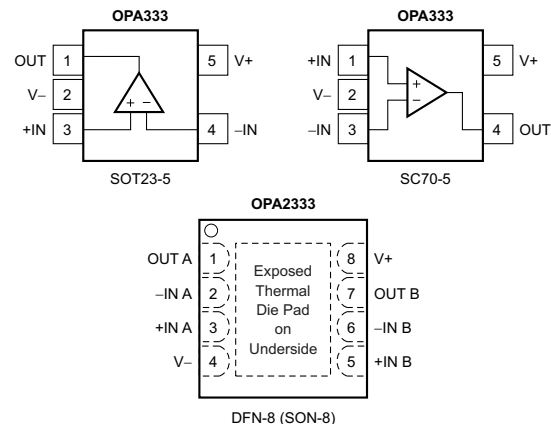 OPA333
OUT 1 5 V+
V– 2
+IN 3 + – 4 –IN
SOT23-5
OPA333
+IN 1 5 V+
V– 2 + –
–IN 3 4 OUT
SC70-5
OPA2333
OUT A 1 8 V+
–IN A 2 7 OUT B
+IN A 3 6 –IN B
V– 4 5 +IN B
Exposed
Thermal
Die Pad
on
Underside
DFN-8 (SON-8)